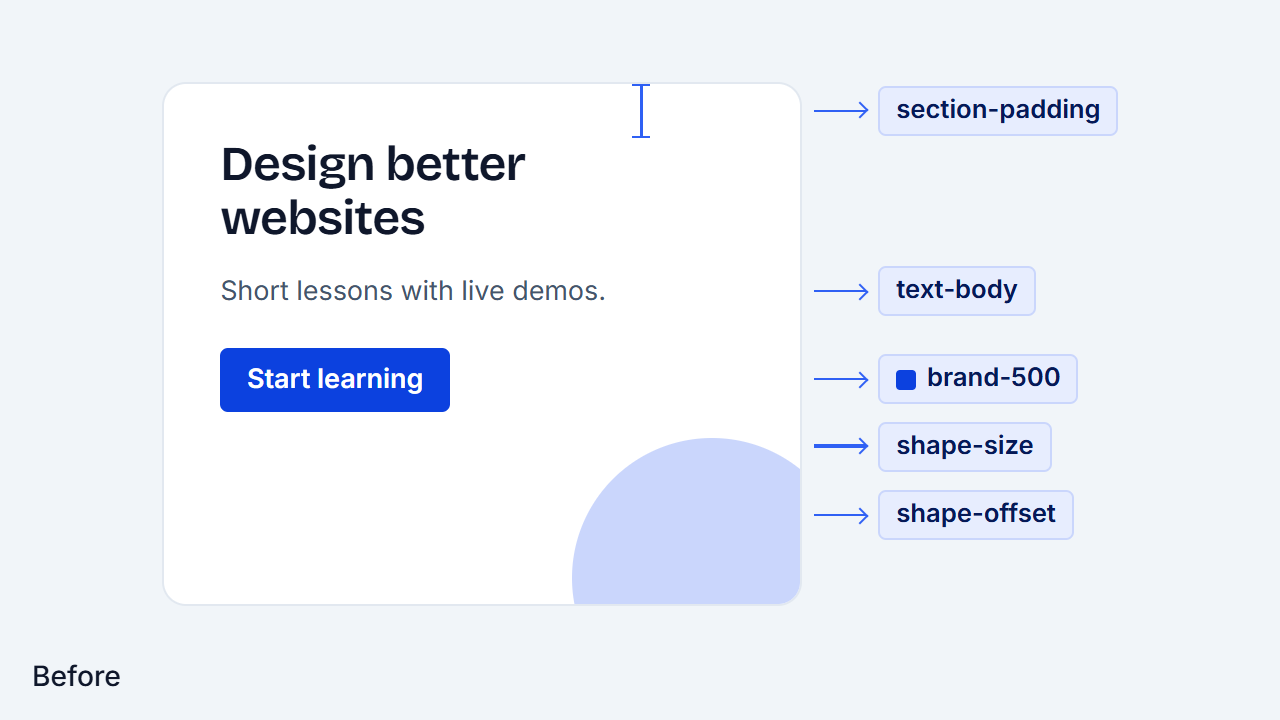 Design better
websites
Short lessons with live demos.
Start learning
section-padding
text-body
brand-500
shape-size
shape-offset
Before